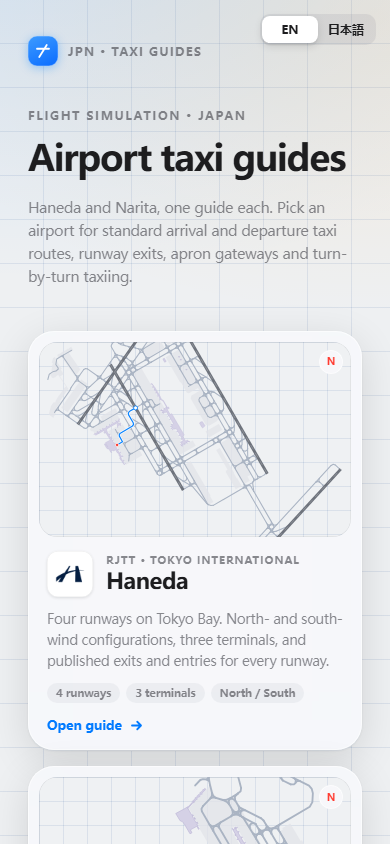 EN 日本語
JPN • TAXI GUIDES
FLIGHT SIMULATION • JAPAN
Airport taxi guides
Haneda and Narita, one guide each. Pick an
airport for standard arrival and departure taxi
routes, runway exits, apron gateways and turn-
by-turn taxiing.
N
RJTT • TOKYO INTERNATIONAL
Haneda
Four runways on Tokyo Bay. North- and south-
wind configurations, three terminals, and
published exits and entries for every runway.
4 runways 3 terminals North / South
Open guide →
N